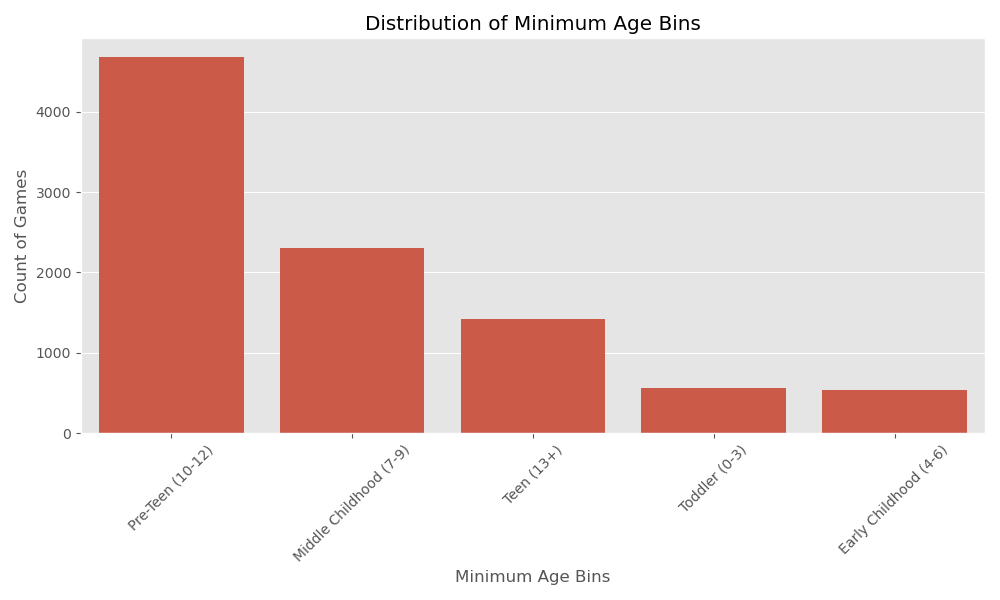 Distribution of Minimum Age Bins
Count of Games
4000
3000
2000
1000
0
Pre-Teen (10-12)
Middle Childhood (7-9)
Teen (13+)
Toddler (0-3)
Early Childhood (4-6)
Minimum Age Bins